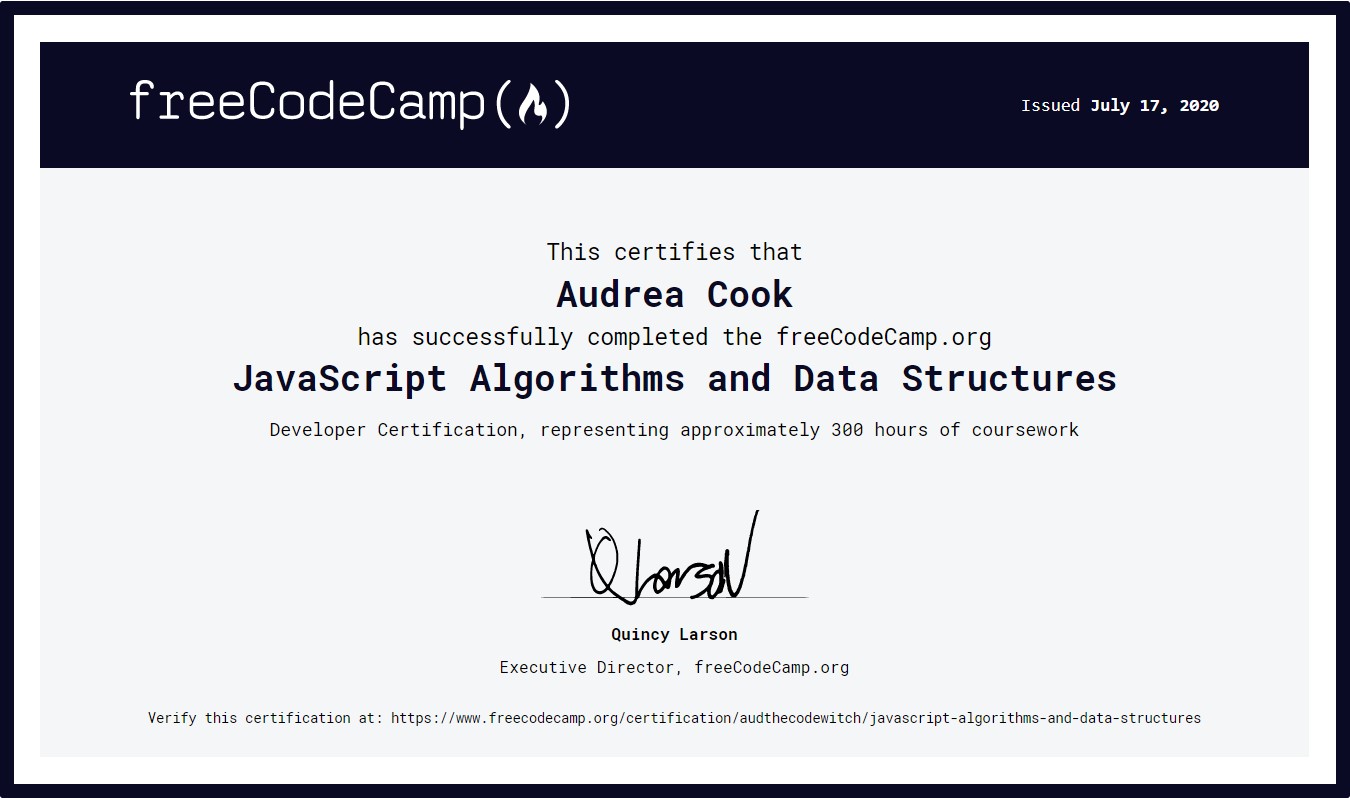 freeCodeCamp
Issued July 17, 2020
This certifies that
Audrea Cook
has successfully completed the freeCodeCamp.org
JavaScript Algorithms and Data Structures
Developer Certification, representing approximately 300 hours of coursework
Q Larson
Quincy Larson
Executive Director, freeCodeCamp.org
Verify this certification at: https://www.freecodecamp.org/certification/audthecodewitch/javascript-algorithms-and-data-structures